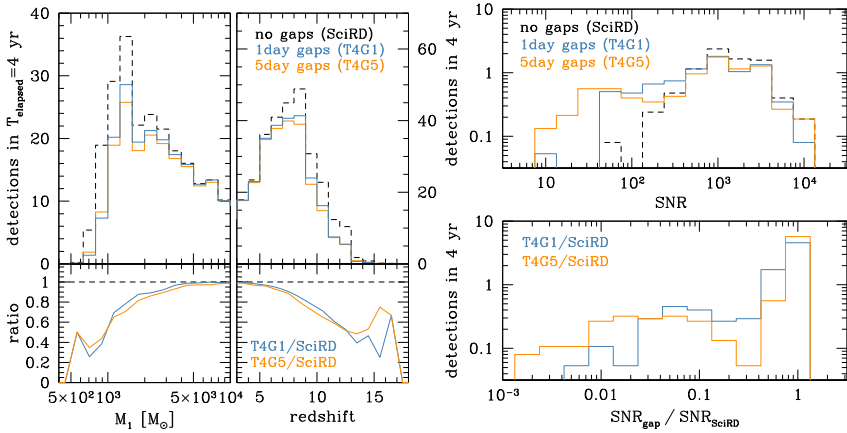 detections in T_elapsed=4 yr
40
30
20
10
0
no gaps (SciRD)
1day gaps (T4G1)
5day gaps (T4G5)
60
40
20
0
ratio
1
0.8
0.6
0.4
0.2
0
T4G1/SciRD
T4G5/SciRD
5×10² 10³ 5×10³ 10⁴
5 10 15
M₁ [M☉]
redshift
detections in 4 yr
10
1
0.1
no gaps (SciRD)
1day gaps (T4G1)
5day gaps (T4G5)
10 10² 10³ 10⁴
SNR
detections in 4 yr
10
1
0.1
T4G1/SciRD
T4G5/SciRD
10⁻³ 0.01 0.1 1
SNR_gap / SNR_SciRD